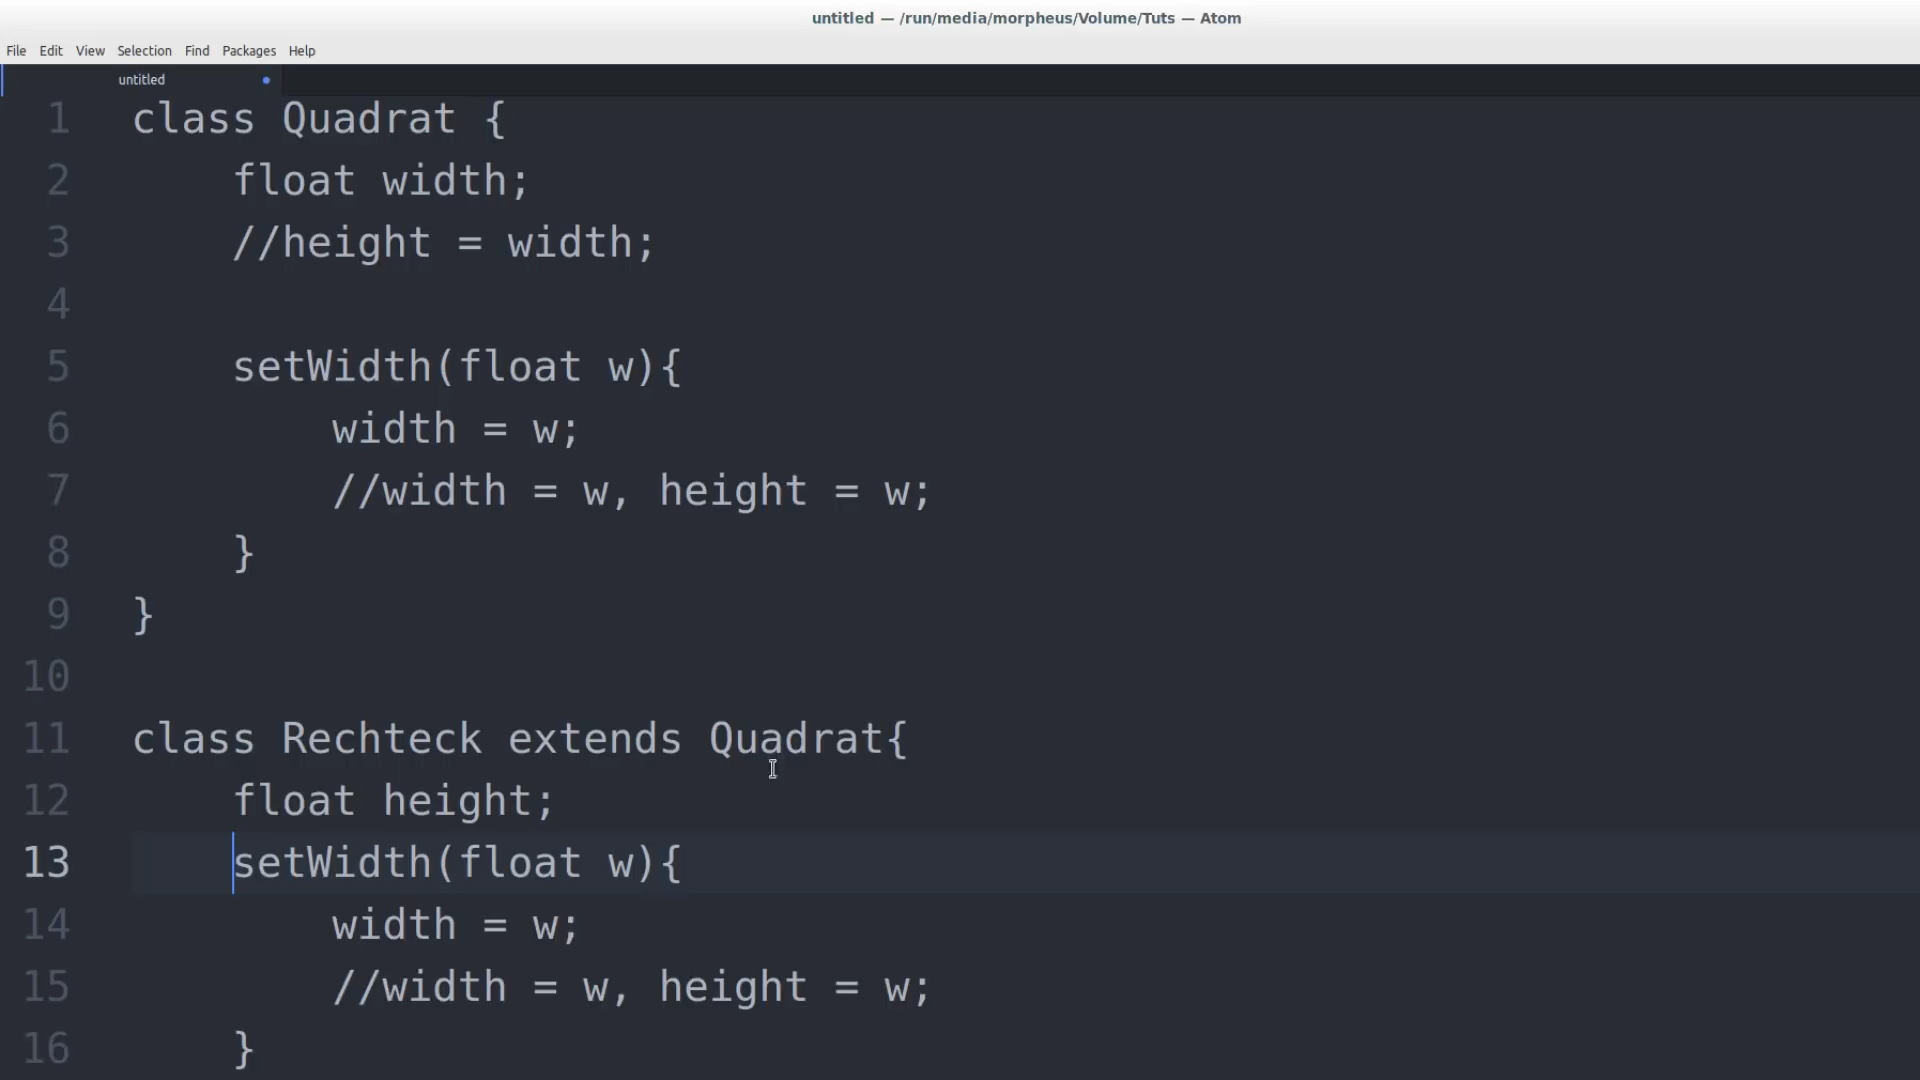 untitled — /run/media/morpheus/Volume/Tuts — Atom
File Edit View Selection Find Packages Help
untitled
1 class Quadrat {
2 float width;
3 //height = width;
4
5 setWidth(float w){
6 width = w;
7 //width = w, height = w;
8 }
9 }
10
11 class Rechteck extends Quadrat{
12 float height;
13 setWidth(float w){
14 width = w;
15 //width = w, height = w;
16 }